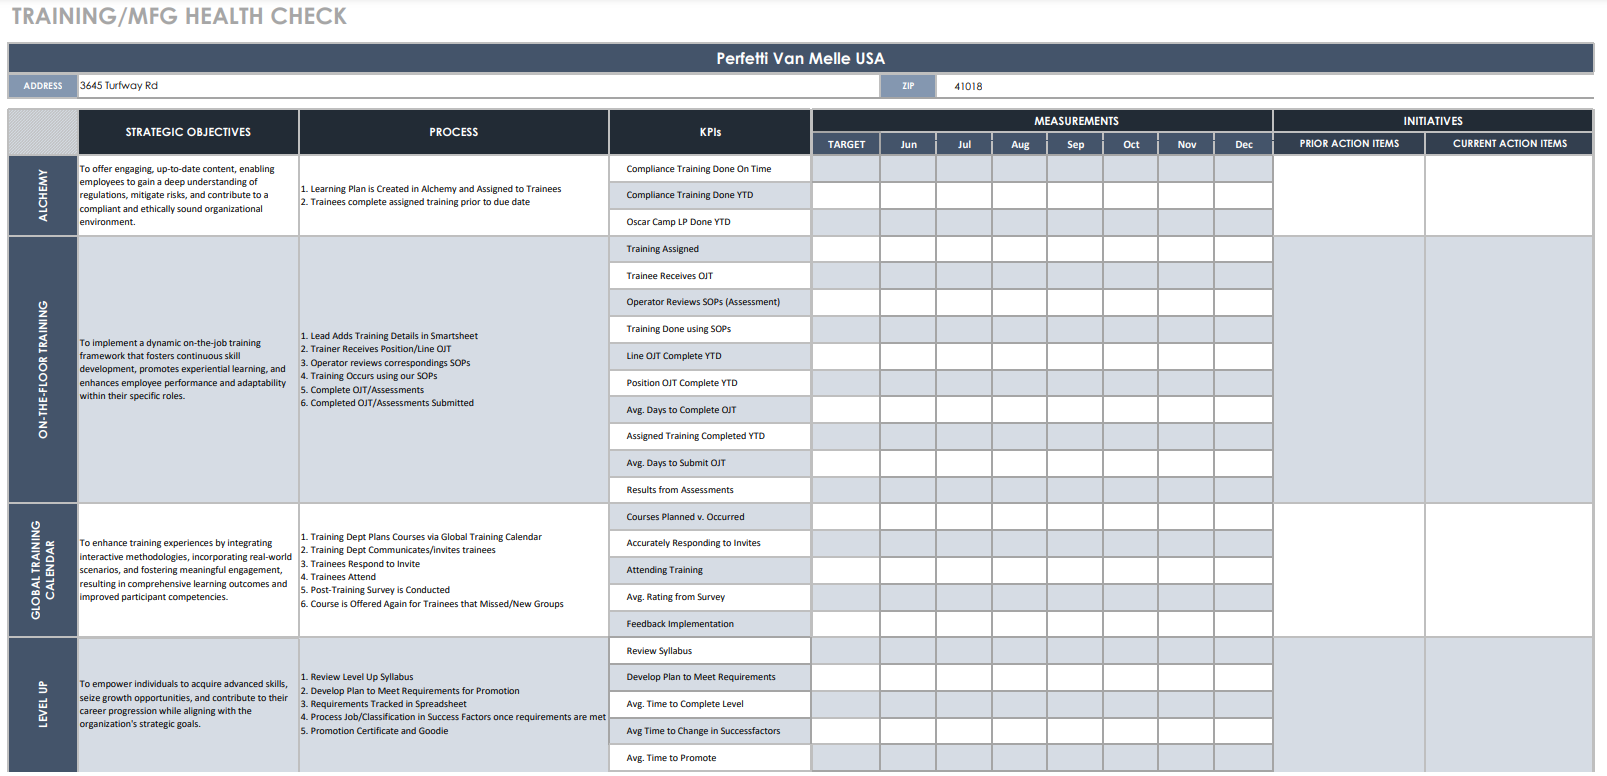 TRAINING/MFG HEALTH CHECK
Perfetti Van Melle USA
ADDRESS 3645 Turfway Rd ZIP 41018
STRATEGIC OBJECTIVES PROCESS KPIs MEASUREMENTS INITIATIVES
TARGET Jun Jul Aug Sep Oct Nov Dec PRIOR ACTION ITEMS CURRENT ACTION ITEMS
ALCHEMY
To offer engaging, up-to-date content, enabling
employees to gain a deep understanding of
regulations, mitigate risks, and contribute to a
compliant and ethically sound organizational
environment.
1. Learning Plan is Created in Alchemy and Assigned to Trainees
2. Trainees complete assigned training prior to due date
Compliance Training Done On Time
Compliance Training Done YTD
Oscar Camp LP Done YTD
ON-THE-FLOOR TRAINING
To implement a dynamic on-the-job training
framework that fosters continuous skill
development, promotes experiential learning, and
enhances employee performance and adaptability
within their specific roles.
1. Lead Adds Training Details in Smartsheet
2. Trainer Receives Position/Line OJT
3. Operator reviews correspondings SOPs
4. Training Occurs using our SOPs
5. Complete OJT/Assessments
6. Completed OJT/Assessments Submitted
Training Assigned
Trainee Receives OJT
Operator Reviews SOPs (Assessment)
Training Done using SOPs
Line OJT Complete YTD
Position OJT Complete YTD
Avg. Days to Complete OJT
Assigned Training Completed YTD
Avg. Days to Submit OJT
Results from Assessments
GLOBAL TRAINING
CALENDAR
To enhance training experiences by integrating
interactive methodologies, incorporating real-world
scenarios, and fostering meaningful engagement,
resulting in comprehensive learning outcomes and
improved participant competencies.
1. Training Dept Plans Courses via Global Training Calendar
2. Training Dept Communicates/invites trainees
3. Trainees Respond to Invite
4. Trainees Attend
5. Post-Training Survey is Conducted
6. Course is Offered Again for Trainees that Missed/New Groups
Courses Planned v. Occurred
Accurately Responding to Invites
Attending Training
Avg. Rating from Survey
Feedback Implementation
LEVEL UP
To empower individuals to acquire advanced skills,
seize growth opportunities, and contribute to their
career progression while aligning with the
organization's strategic goals.
1. Review Level Up Syllabus
2. Develop Plan to Meet Requirements for Promotion
3. Requirements Tracked in Spreadsheet
4. Process Job/Classification in Success Factors once requirements are met
5. Promotion Certificate and Goodie
Review Syllabus
Develop Plan to Meet Requirements
Avg. Time to Complete Level
Avg Time to Change in Successfactors
Avg. Time to Promote